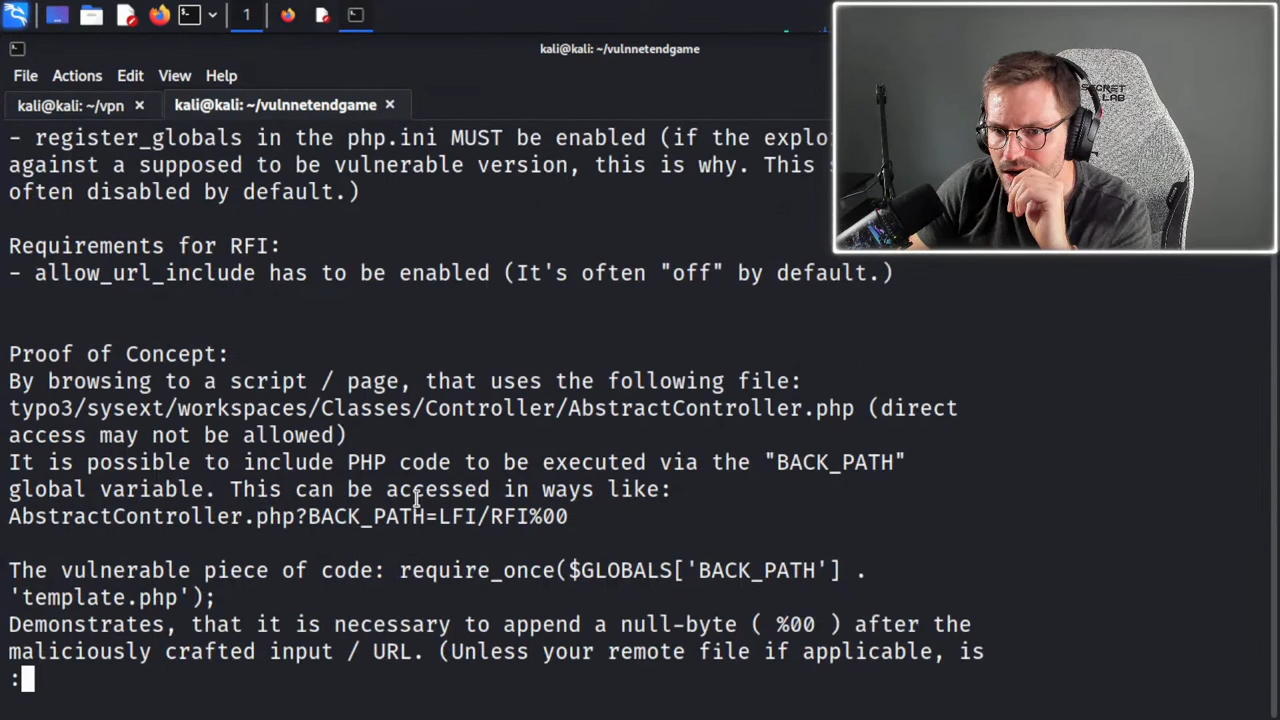 1
kali@kali: ~/vulnnetendgame
File Actions Edit View Help
kali@kali: ~/vpn × kali@kali: ~/vulnnetendgame ×
- register_globals in the php.ini MUST be enabled (if the explo
against a supposed to be vulnerable version, this is why. This s
often disabled by default.)
Requirements for RFI:
- allow_url_include has to be enabled (It's often "off" by default.)
Proof of Concept:
By browsing to a script / page, that uses the following file:
typo3/sysext/workspaces/Classes/Controller/AbstractController.php (direct
access may not be allowed)
It is possible to include PHP code to be executed via the "BACK_PATH"
global variable. This can be accessed in ways like:
AbstractController.php?BACK_PATH=LFI/RFI%00
The vulnerable piece of code: require_once($GLOBALS['BACK_PATH'] .
'template.php');
Demonstrates, that it is necessary to append a null-byte ( %00 ) after the
maliciously crafted input / URL. (Unless your remote file if applicable, is
:
SECRET
LAB